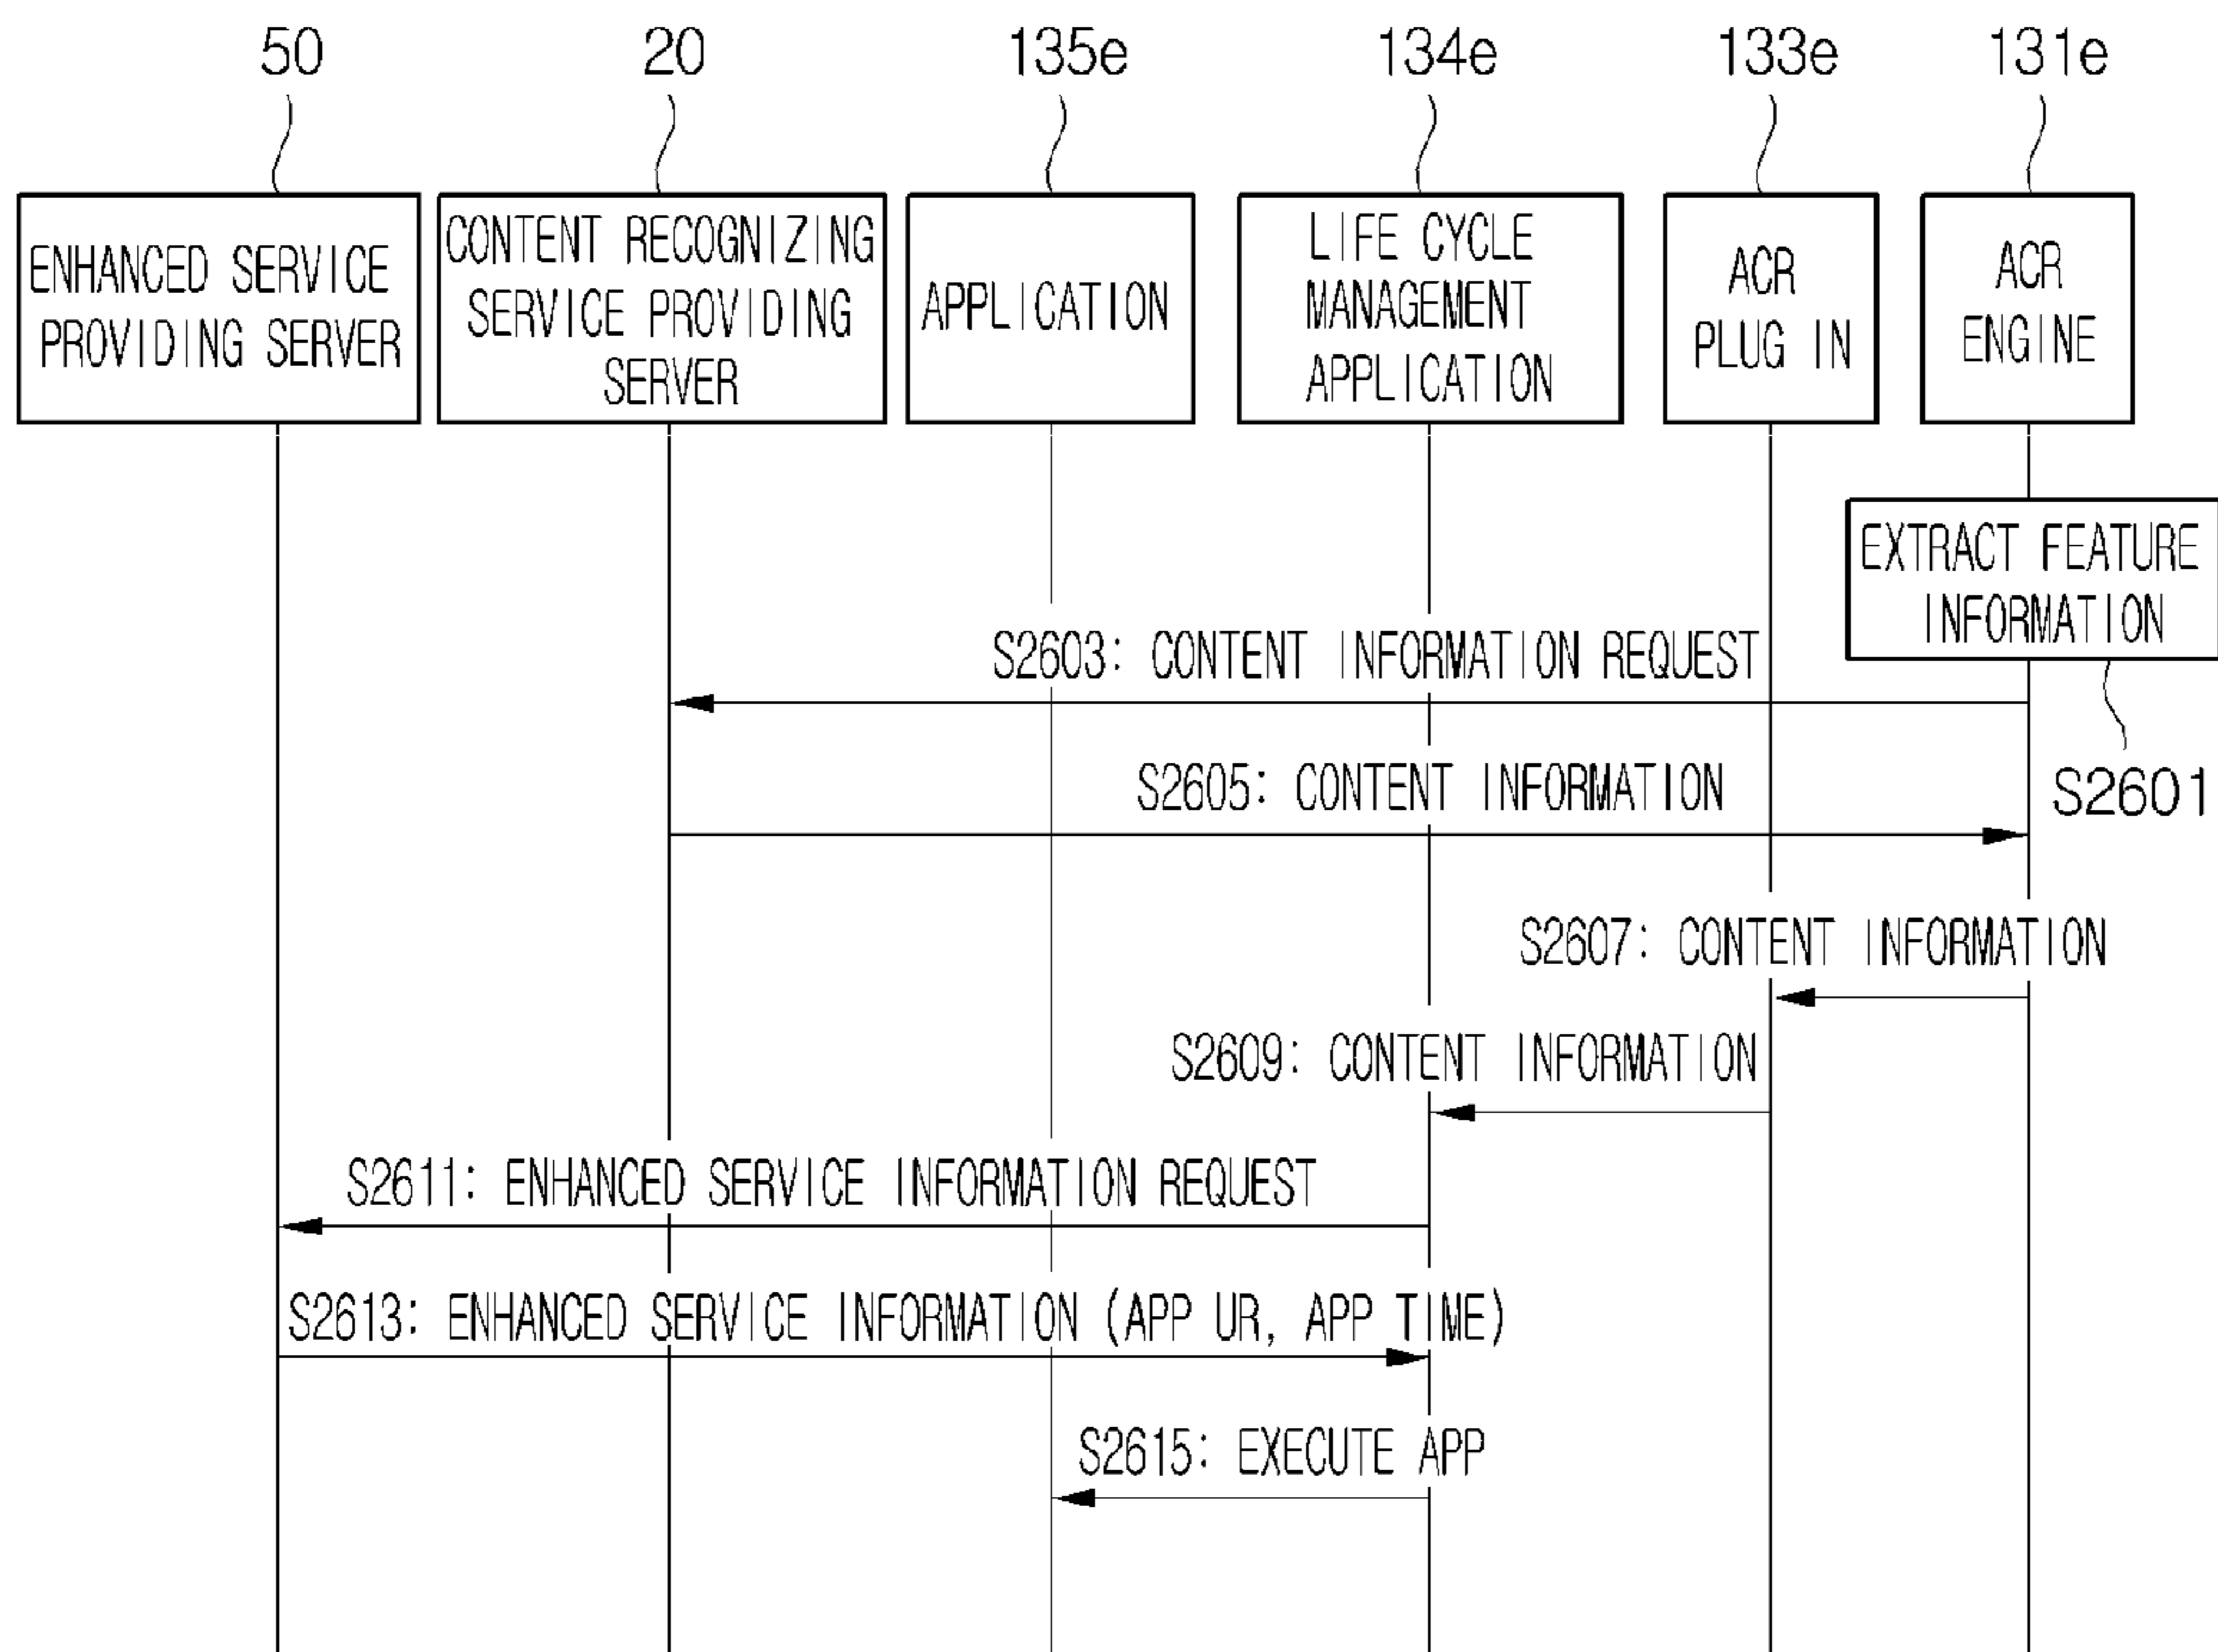 50
20
135e
134e
133e
131e
ENHANCED SERVICE
PROVIDING SERVER
CONTENT RECOGNIZING
SERVICE PROVIDING
SERVER
APPLICATION
LIFE CYCLE
MANAGEMENT
APPLICATION
ACR
PLUG IN
ACR
ENGINE
EXTRACT FEATURE
INFORMATION
S2603: CONTENT INFORMATION REQUEST
S2605: CONTENT INFORMATION
S2601
S2607: CONTENT INFORMATION
S2609: CONTENT INFORMATION
S2611: ENHANCED SERVICE INFORMATION REQUEST
S2613: ENHANCED SERVICE INFORMATION (APP UR, APP TIME)
S2615: EXECUTE APP